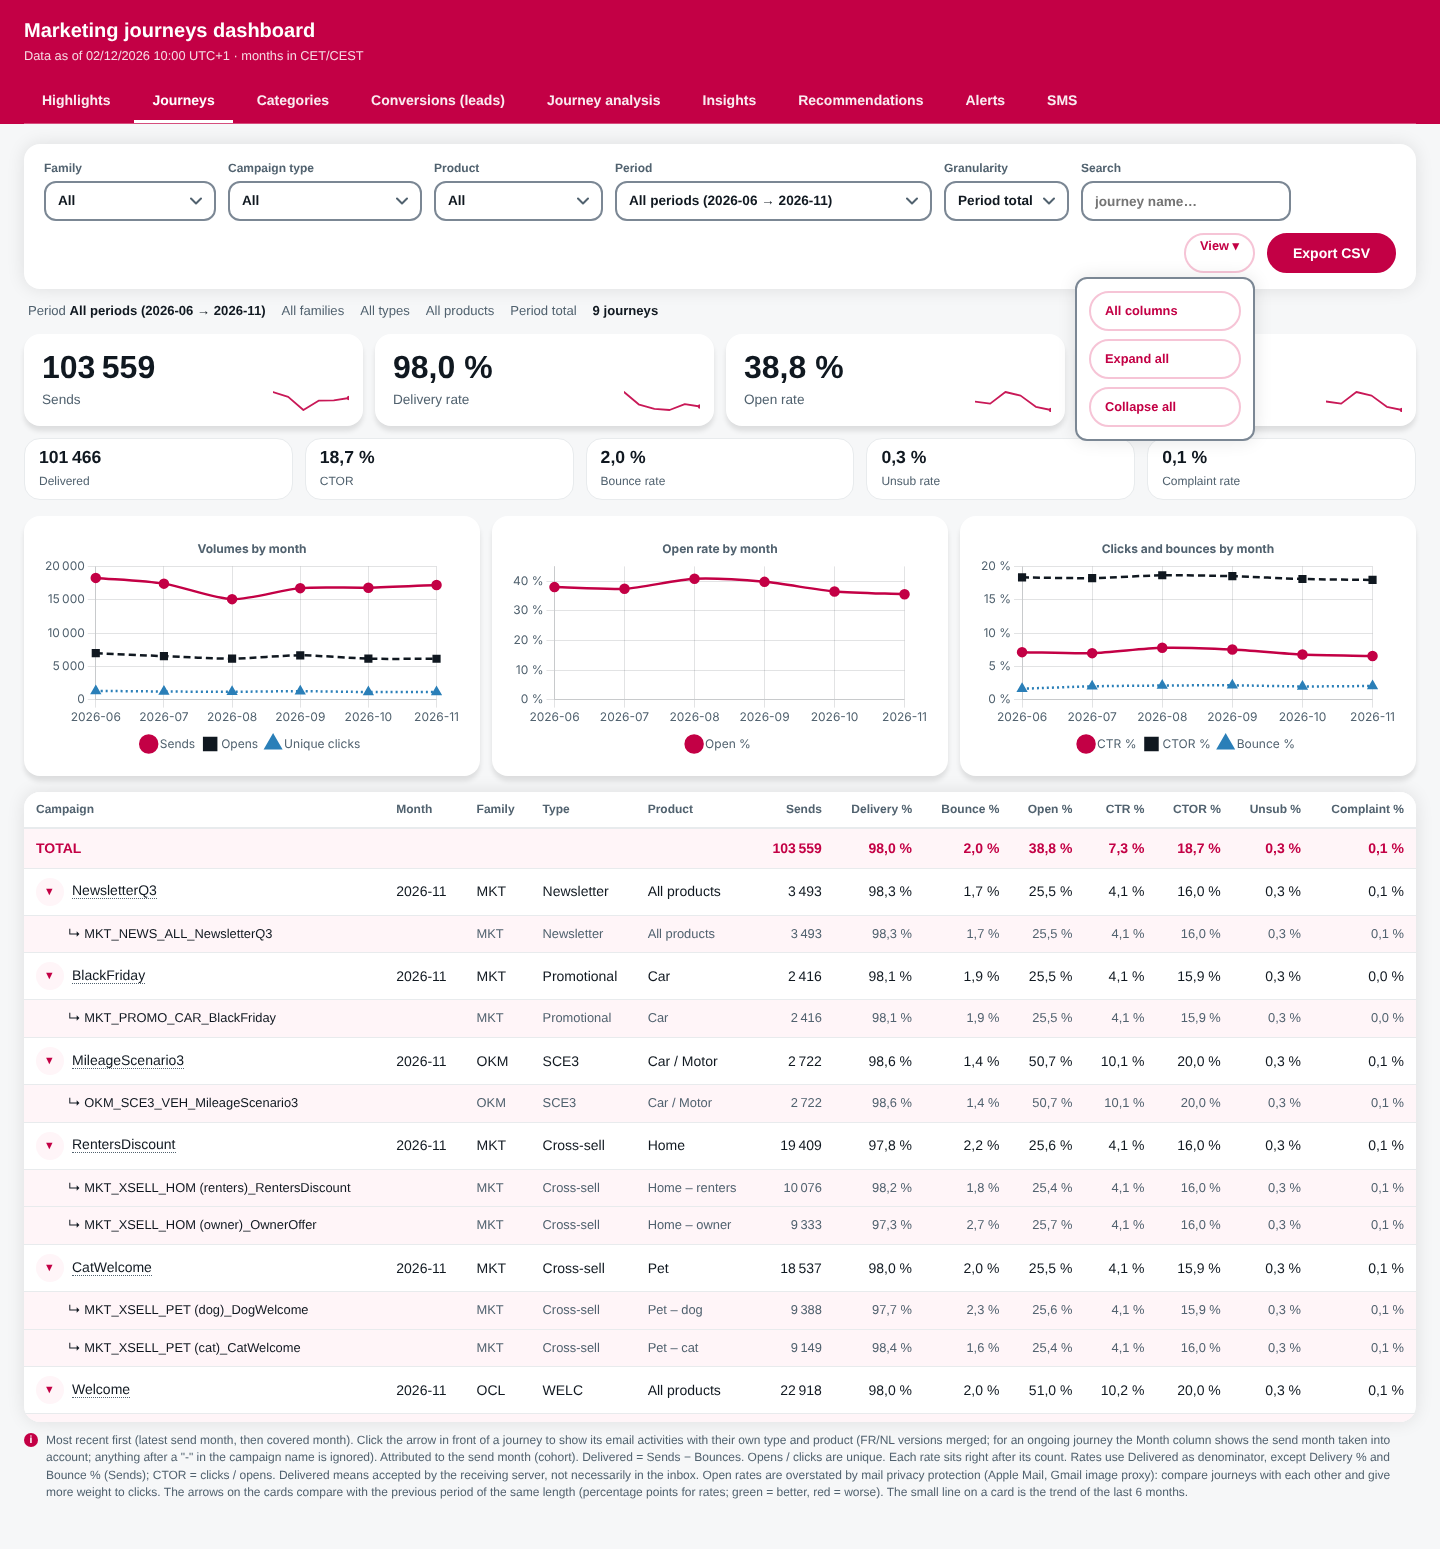 Marketing journeys dashboard
Data as of 02/12/2026 10:00 UTC+1 · months in CET/CEST
Highlights Journeys Categories Conversions (leads) Journey analysis Insights Recommendations Alerts SMS
Family Campaign type Product Period Granularity Search
All All All All periods (2026-06 → 2026-11) Period total journey name…
View ▾ Export CSV
All columns
Expand all
Collapse all
Period All periods (2026-06 → 2026-11) All families All types All products Period total 9 journeys
103 559 98,0 % 38,8 %
Sends Delivery rate Open rate
101 466 18,7 % 2,0 % 0,3 % 0,1 %
Delivered CTOR Bounce rate Unsub rate Complaint rate
Volumes by month
20 000
15 000
10 000
5 000
0
2026-06 2026-07 2026-08 2026-09 2026-10 2026-11
Sends Opens Unique clicks
Open rate by month
40 %
30 %
20 %
10 %
0 %
2026-06 2026-07 2026-08 2026-09 2026-10 2026-11
Open %
Clicks and bounces by month
20 %
15 %
10 %
5 %
0 %
2026-06 2026-07 2026-08 2026-09 2026-10 2026-11
CTR % CTOR % Bounce %
Campaign Month Family Type Product Sends Delivery % Bounce % Open % CTR % CTOR % Unsub % Complaint %
TOTAL 103 559 98,0 % 2,0 % 38,8 % 7,3 % 18,7 % 0,3 % 0,1 %
▾ NewsletterQ3 2026-11 MKT Newsletter All products 3 493 98,3 % 1,7 % 25,5 % 4,1 % 16,0 % 0,3 % 0,1 %
↳ MKT_NEWS_ALL_NewsletterQ3 MKT Newsletter All products 3 493 98,3 % 1,7 % 25,5 % 4,1 % 16,0 % 0,3 % 0,1 %
▾ BlackFriday 2026-11 MKT Promotional Car 2 416 98,1 % 1,9 % 25,5 % 4,1 % 15,9 % 0,3 % 0,0 %
↳ MKT_PROMO_CAR_BlackFriday MKT Promotional Car 2 416 98,1 % 1,9 % 25,5 % 4,1 % 15,9 % 0,3 % 0,0 %
▾ MileageScenario3 2026-11 OKM SCE3 Car / Motor 2 722 98,6 % 1,4 % 50,7 % 10,1 % 20,0 % 0,3 % 0,1 %
↳ OKM_SCE3_VEH_MileageScenario3 OKM SCE3 Car / Motor 2 722 98,6 % 1,4 % 50,7 % 10,1 % 20,0 % 0,3 % 0,1 %
▾ RentersDiscount 2026-11 MKT Cross-sell Home 19 409 97,8 % 2,2 % 25,6 % 4,1 % 16,0 % 0,3 % 0,1 %
↳ MKT_XSELL_HOM (renters)_RentersDiscount MKT Cross-sell Home – renters 10 076 98,2 % 1,8 % 25,4 % 4,1 % 16,0 % 0,3 % 0,1 %
↳ MKT_XSELL_HOM (owner)_OwnerOffer MKT Cross-sell Home – owner 9 333 97,3 % 2,7 % 25,7 % 4,1 % 16,0 % 0,3 % 0,1 %
▾ CatWelcome 2026-11 MKT Cross-sell Pet 18 537 98,0 % 2,0 % 25,5 % 4,1 % 15,9 % 0,3 % 0,1 %
↳ MKT_XSELL_PET (dog)_DogWelcome MKT Cross-sell Pet – dog 9 388 97,7 % 2,3 % 25,6 % 4,1 % 15,9 % 0,3 % 0,1 %
↳ MKT_XSELL_PET (cat)_CatWelcome MKT Cross-sell Pet – cat 9 149 98,4 % 1,6 % 25,4 % 4,1 % 16,0 % 0,3 % 0,1 %
▾ Welcome 2026-11 OCL WELC All products 22 918 98,0 % 2,0 % 51,0 % 10,2 % 20,0 % 0,3 % 0,1 %
i Most recent first (latest send month, then covered month). Click the arrow in front of a journey to show its email activities with their own type and product (FR/NL versions merged; for an ongoing journey the Month column shows the send month taken into
account; anything after a "-" in the campaign name is ignored). Attributed to the send month (cohort). Delivered = Sends − Bounces. Opens / clicks are unique. Each rate sits right after its count. Rates use Delivered as denominator, except Delivery % and
Bounce % (Sends); CTOR = clicks / opens. Delivered means accepted by the receiving server, not necessarily in the inbox. Open rates are overstated by mail privacy protection (Apple Mail, Gmail image proxy): compare journeys with each other and give
more weight to clicks. The arrows on the cards compare with the previous period of the same length (percentage points for rates; green = better, red = worse). The small line on a card is the trend of the last 6 months.